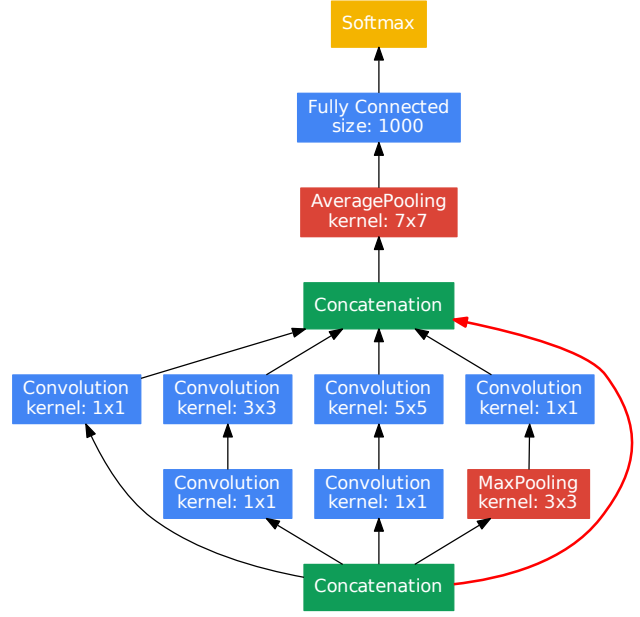 Softmax
Fully Connected
size: 1000
AveragePooling
kernel: 7x7
Concatenation
Convolution
kernel: 1x1
Convolution
kernel: 3x3
Convolution
kernel: 5x5
Convolution
kernel: 1x1
Convolution
kernel: 1x1
Convolution
kernel: 1x1
MaxPooling
kernel: 3x3
Concatenation